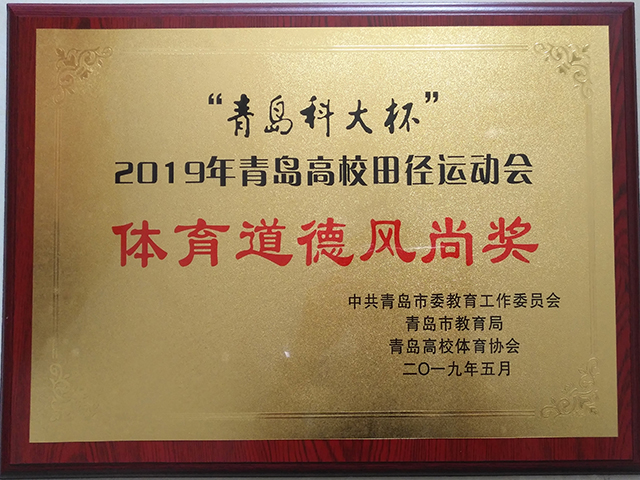 “青岛科大杯”
2019年青岛高校田径运动会
体育道德风尚奖
中共青岛市委教育工作委员会
青岛市教育局
青岛高校体育协会
二〇一九年五月